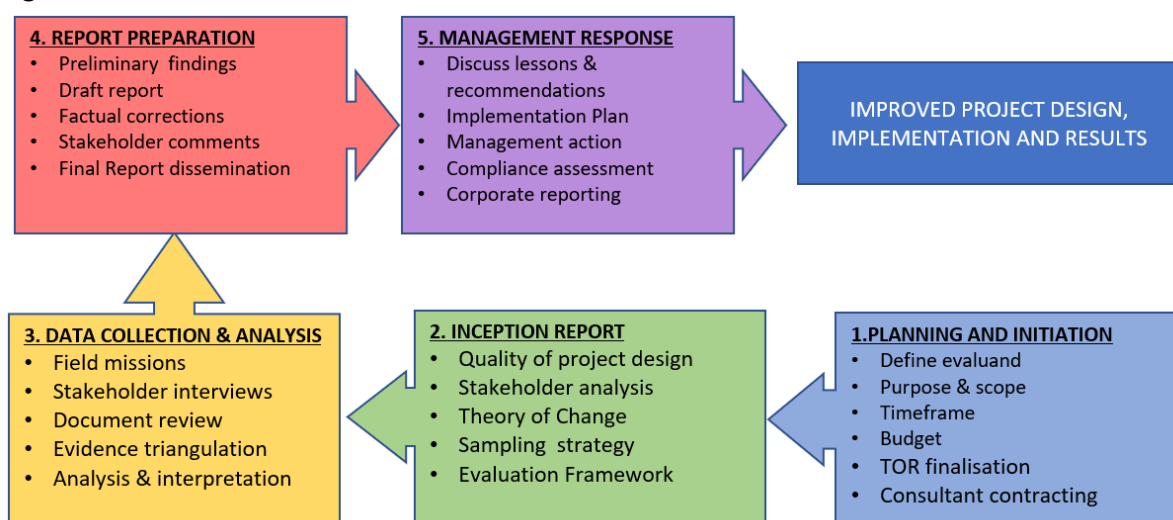 4. REPORT PREPARATION
• Preliminary findings
• Draft report
• Factual corrections
• Stakeholder comments
• Final Report dissemination
5. MANAGEMENT RESPONSE
• Discuss lessons &
recommendations
• Implementation Plan
• Management action
• Compliance assessment
• Corporate reporting
IMPROVED PROJECT DESIGN,
IMPLEMENTATION AND RESULTS
3. DATA COLLECTION & ANALYSIS
• Field missions
• Stakeholder interviews
• Document review
• Evidence triangulation
• Analysis & interpretation
2. INCEPTION REPORT
• Quality of project design
• Stakeholder analysis
• Theory of Change
• Sampling strategy
• Evaluation Framework
1.PLANNING AND INITIATION
• Define evaluand
• Purpose & scope
• Timeframe
• Budget
• TOR finalisation
• Consultant contracting